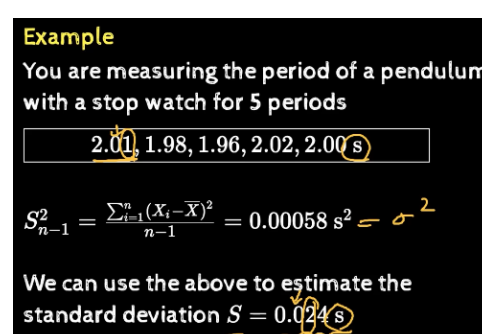 Example
You are measuring the period of a pendulum
with a stop watch for 5 periods
2.01, 1.98, 1.96, 2.02, 2.00 s
S²ₙ₋₁ = ∑ⁿᵢ₌₁(Xᵢ−X̅)² / n−1 = 0.00058 s² = σ²
We can use the above to estimate the
standard deviation S = 0.024 s